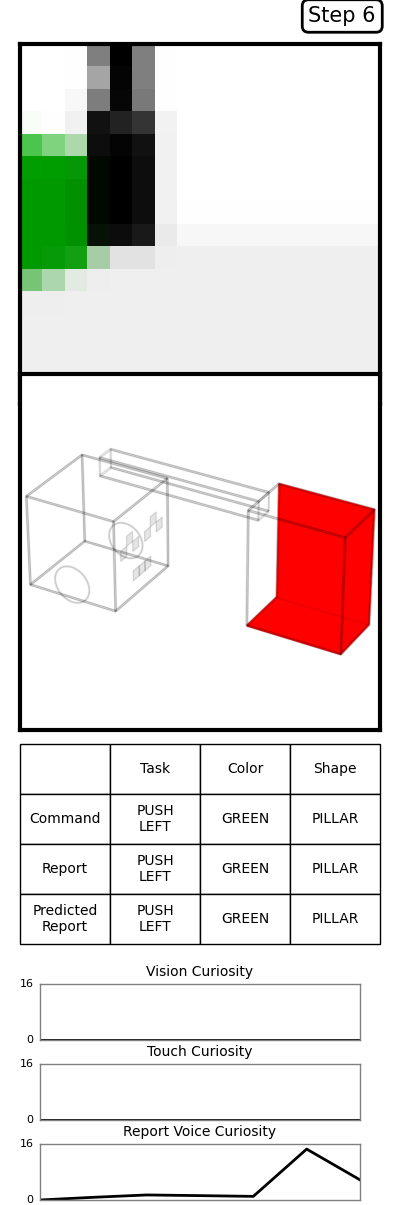 Step 6
Task Color Shape
Command PUSH LEFT GREEN PILLAR
Report PUSH LEFT GREEN PILLAR
Predicted Report PUSH LEFT GREEN PILLAR
Vision Curiosity
16
0
Touch Curiosity
16
0
Report Voice Curiosity
16
0